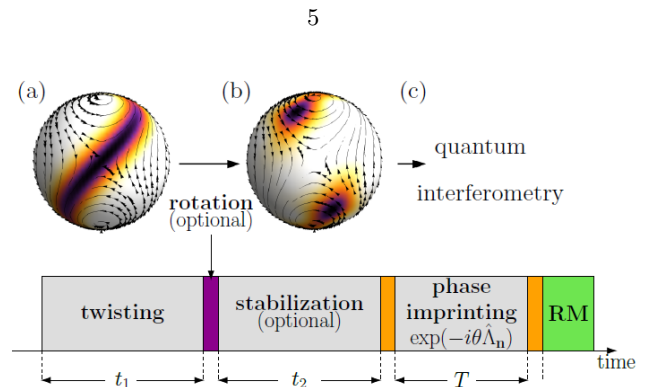 5
(a)
(b)
(c)
quantum
interferometry
rotation
(optional)
twisting
stabilization
(optional)
phase
imprinting
exp(−iθΛ̂ₙ)
RM
time
t₁
t₂
T